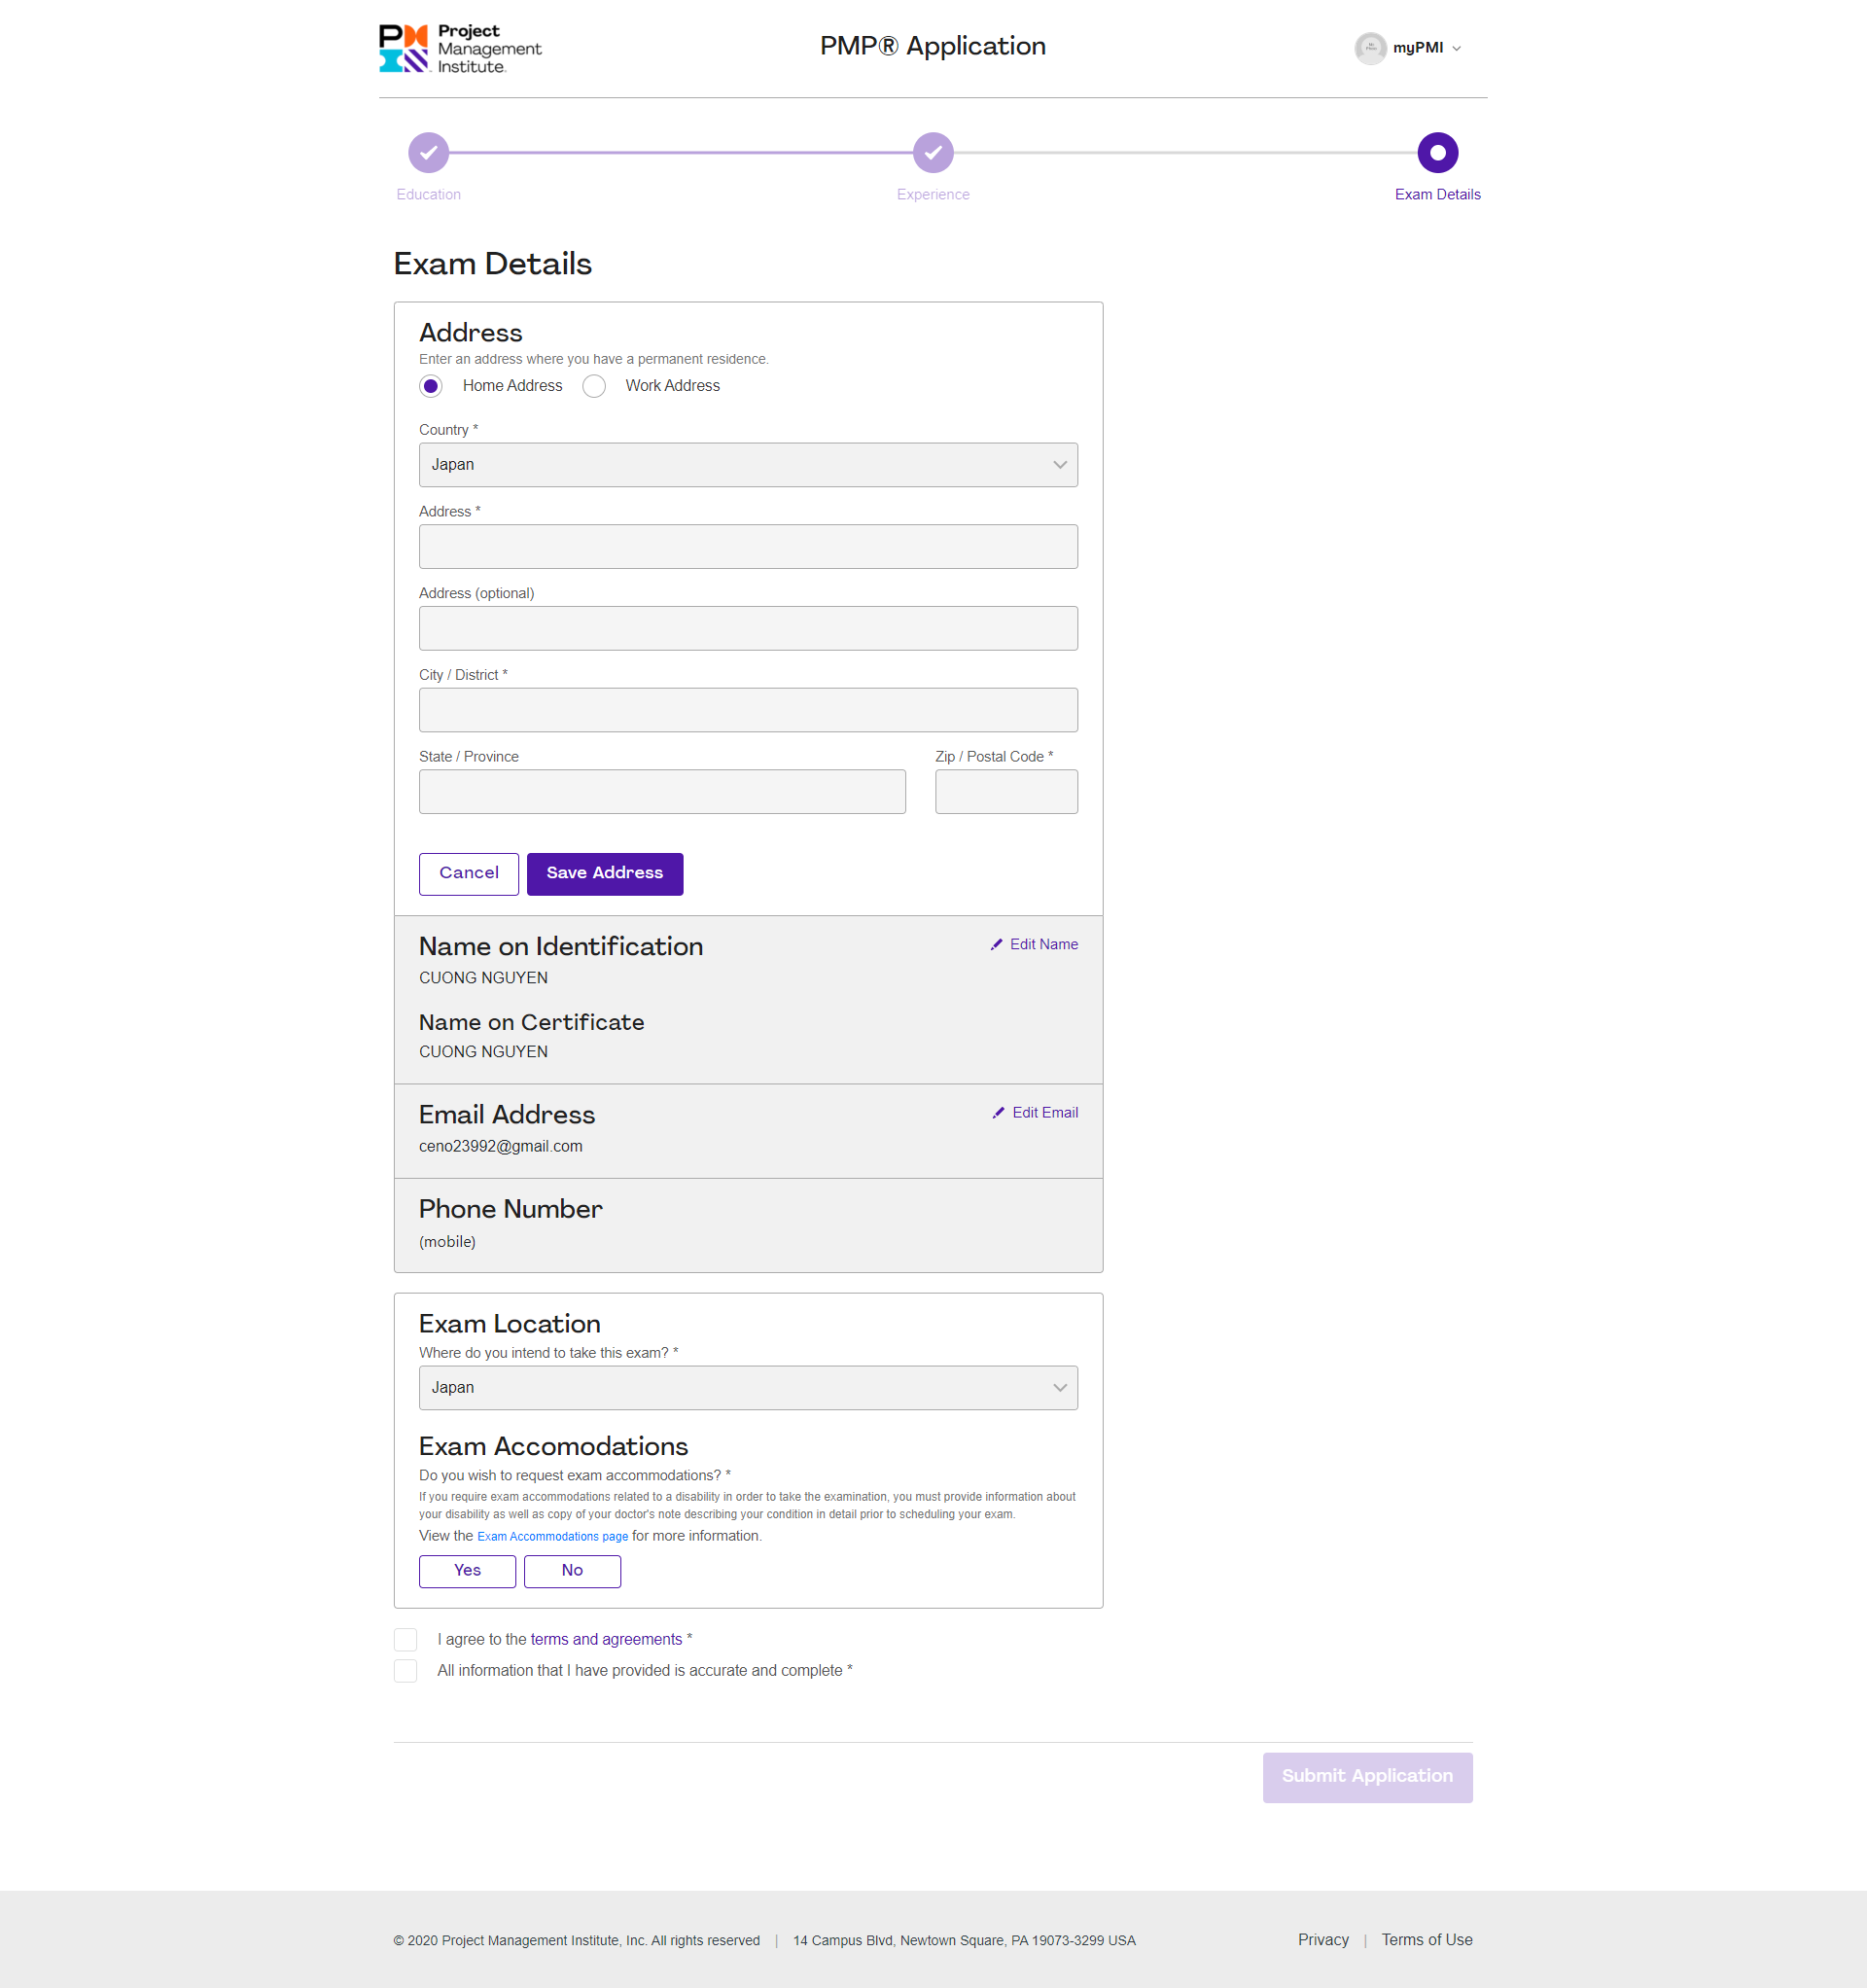 Project
Management
Institute.
PMP® Application
myPMI
Education
Experience
Exam Details
Exam Details
Address
Enter an address where you have a permanent residence.
Home Address
Work Address
Country *
Japan
Address *
Address (optional)
City / District *
State / Province
Zip / Postal Code *
Cancel
Save Address
Name on Identification
Edit Name
CUONG NGUYEN
Name on Certificate
CUONG NGUYEN
Email Address
Edit Email
ceno23992@gmail.com
Phone Number
(mobile)
Exam Location
Where do you intend to take this exam? *
Japan
Exam Accomodations
Do you wish to request exam accommodations? *
If you require exam accommodations related to a disability in order to take the examination, you must provide information about
your disability as well as copy of your doctor's note describing your condition in detail prior to scheduling your exam.
View the Exam Accommodations page for more information.
Yes
No
I agree to the terms and agreements *
All information that I have provided is accurate and complete *
Submit Application
© 2020 Project Management Institute, Inc. All rights reserved | 14 Campus Blvd, Newtown Square, PA 19073-3299 USA
Privacy | Terms of Use